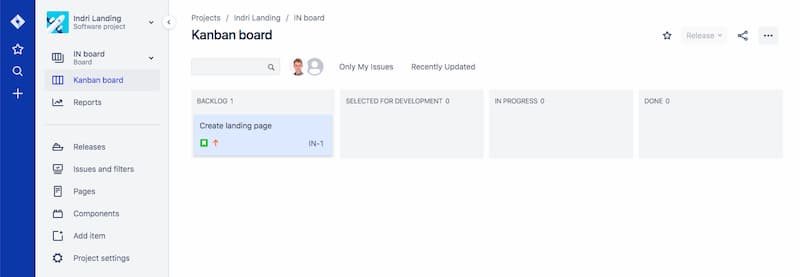 Indri Landing
Software project
IN board
Board
Kanban board
Reports
Releases
Issues and filters
Pages
Components
Add item
Project settings
Projects / Indri Landing / IN board
Kanban board
Release
Only My Issues Recently Updated
BACKLOG 1 SELECTED FOR DEVELOPMENT 0 IN PROGRESS 0 DONE 0
Create landing page
IN-1